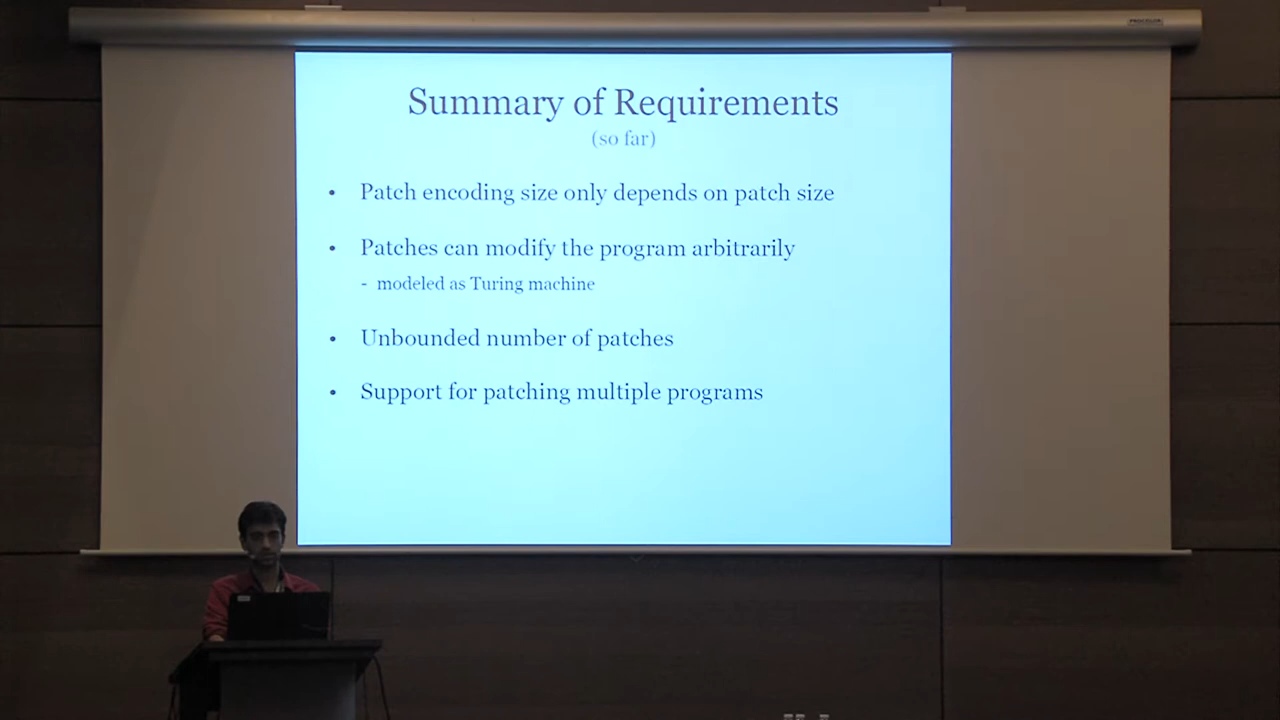 Summary of Requirements
(so far)
• Patch encoding size only depends on patch size
• Patches can modify the program arbitrarily
- modeled as Turing machine
• Unbounded number of patches
• Support for patching multiple programs